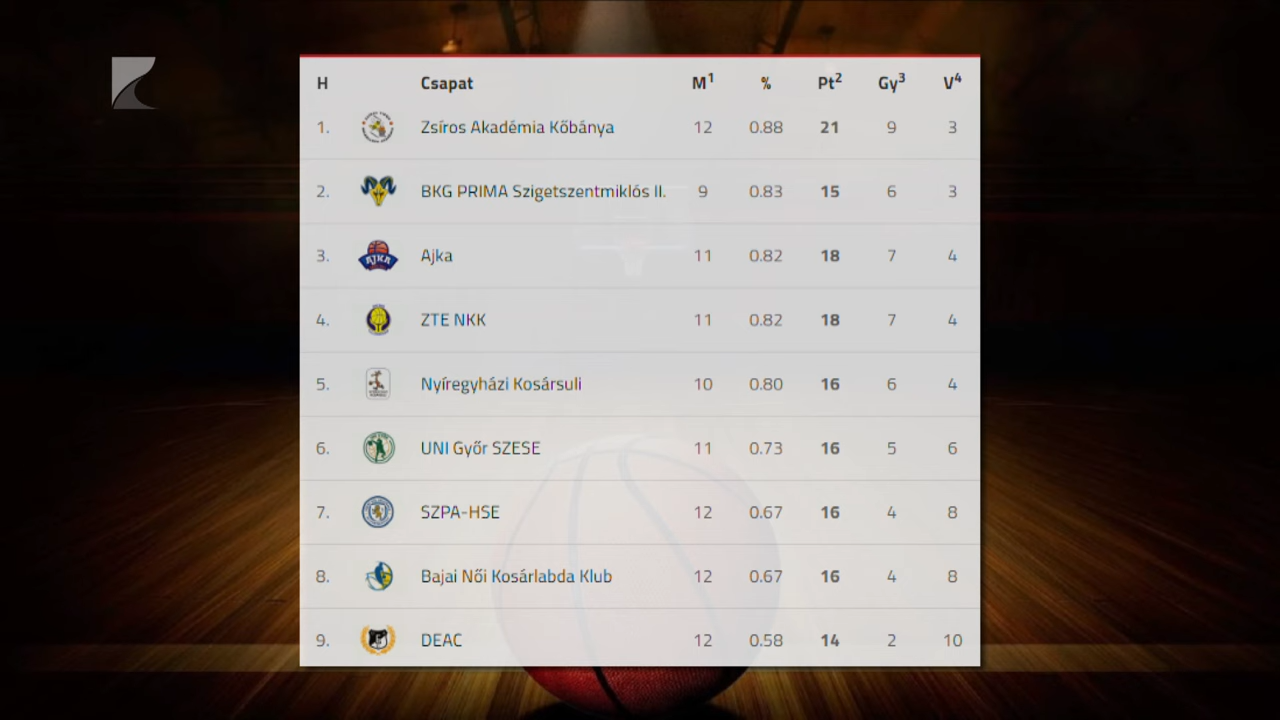 H Csapat M¹ % Pt² Gy³ V⁴
1. Zsíros Akadémia Kőbánya 12 0.88 21 9 3
2. BKG PRIMA Szigetszentmiklós II. 9 0.83 15 6 3
3. AJKA Ajka 11 0.82 18 7 4
4. ZTE NKK 11 0.82 18 7 4
5. Nyíregyházi Kosársuli 10 0.80 16 6 4
6. UNI Győr SZESE 11 0.73 16 5 6
7. SZPA-HSE 12 0.67 16 4 8
8. Bajai Női Kosárlabda Klub 12 0.67 16 4 8
9. DEAC 12 0.58 14 2 10